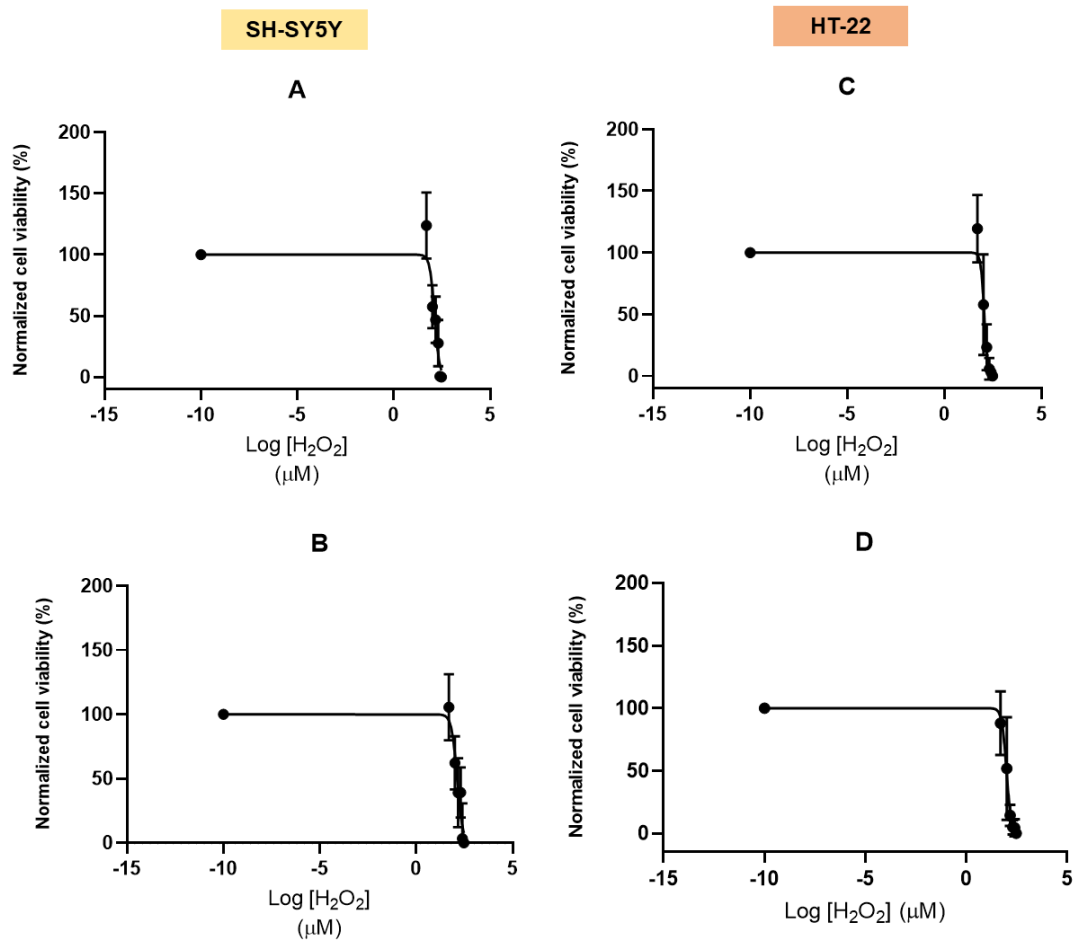 SH-SY5Y
HT-22
A
Normalized cell viability (%)
200
150
100
50
0
-15
-10
-5
0
5
Log [H₂O₂]
(μM)
C
Normalized cell viability (%)
200
150
100
50
0
-15
-10
-5
0
5
Log [H₂O₂]
(μM)
B
Normalized cell viability (%)
200
150
100
50
0
-15
-10
-5
0
5
Log [H₂O₂]
(μM)
D
Normalized cell viability (%)
200
150
100
50
0
-15
-10
-5
0
5
Log [H₂O₂] (μM)